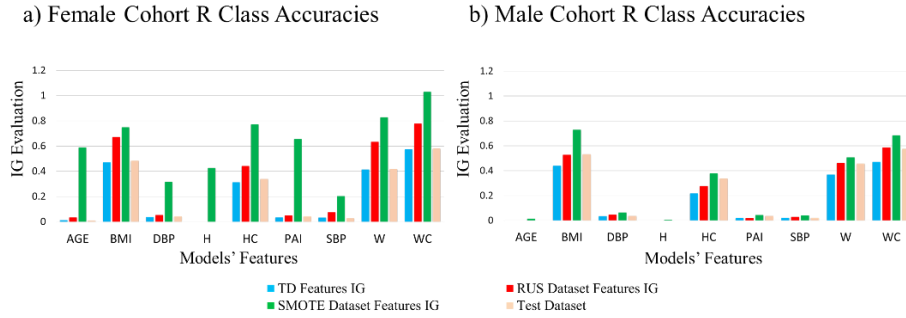 a) Female Cohort R Class Accuracies
IG Evaluation
1.2
1
0.8
0.6
0.4
0.2
0
AGE BMI DBP H HC PAI SBP W WC
Models' Features
b) Male Cohort R Class Accuracies
IG Evaluation
1.2
1
0.8
0.6
0.4
0.2
0
AGE BMI DBP H HC PAI SBP W WC
Models' Features
TD Features IG
RUS Dataset Features IG
SMOTE Dataset Features IG
Test Dataset